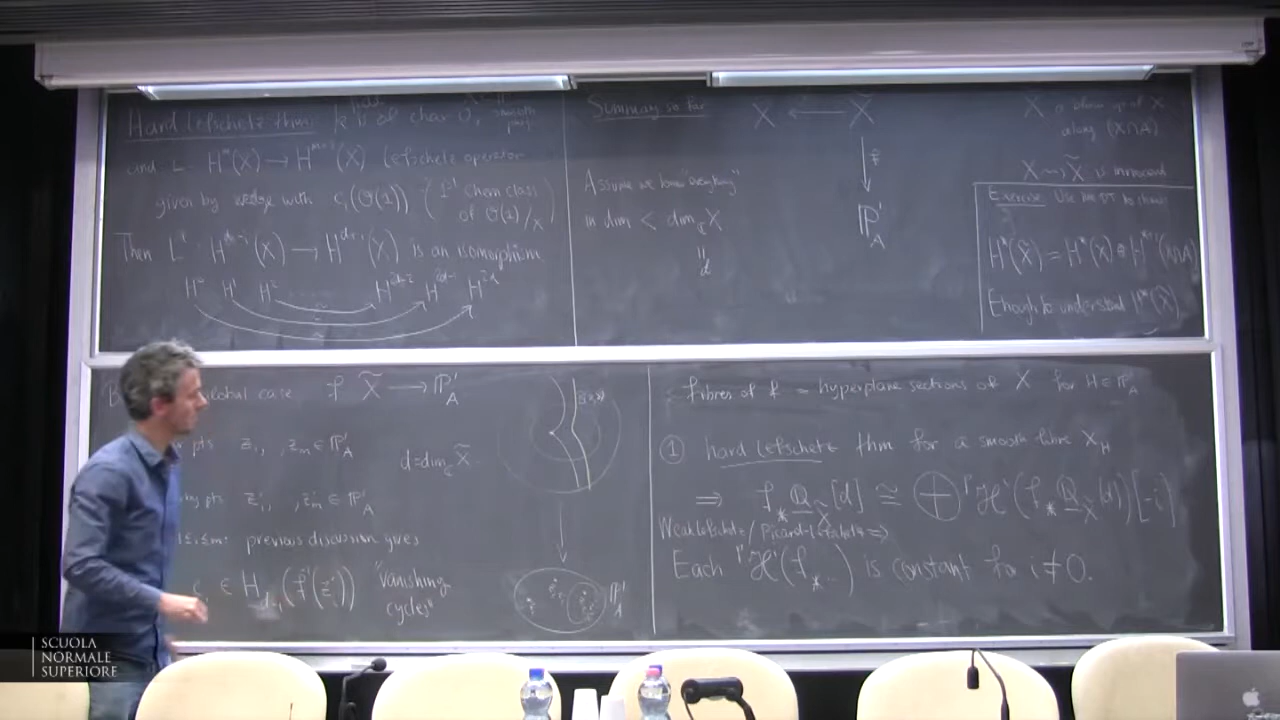 Hard Lefschetz thm: k field of char 0, smooth proj
and L: H^m(X) → H^{m+2}(X) Lefschetz operator
given by wedge with c_1(O(1)) (1st Chern class
of O(1)/X)
Then L^i: H^{d-i}(X) → H^{d+i}(X) is an isomorphism
H^0 H^1 H^2 H^{2d-2} H^{2d-1} H^{2d}
Summary so far
X ← X̃
Assume we know "everything"
in dim < dim_C X
=
d
f
P^1_A
X̃ a blow up of X
along (X∩A)
X ⇝ X̃ is innocent
Exercise: Use the DT to show
H^*(X̃) = H^*(X) ⊕ H^{*+2}(X∩A)
Enough to understand H^*(X̃)
global case f: X̃ → P^1_A
pts z_1, z_m ∈ P^1_A
d = dim_C X̃
pts z'_1, z'_m ∈ P^1_A
1≤i≤m: previous discussion gives
∈ H_{d-1}(f^{-1}(z'_i)) "vanishing
cycles"
P^1_A
Fibres of f = hyperplane sections of X for H ∈ P^1_A
① hard Lefschetz thm for a smooth fibre X_H
⇒ f_* Q_X̃[d] ≅ ⊕ ^pH^i(f_* Q_X̃[d])[-i]
Weak Lefschetz / Picard-Lefschetz ⇒
Each ^pH^i(f_*...) is constant for i≠0.
SCUOLA
NORMALE
SUPERIORE